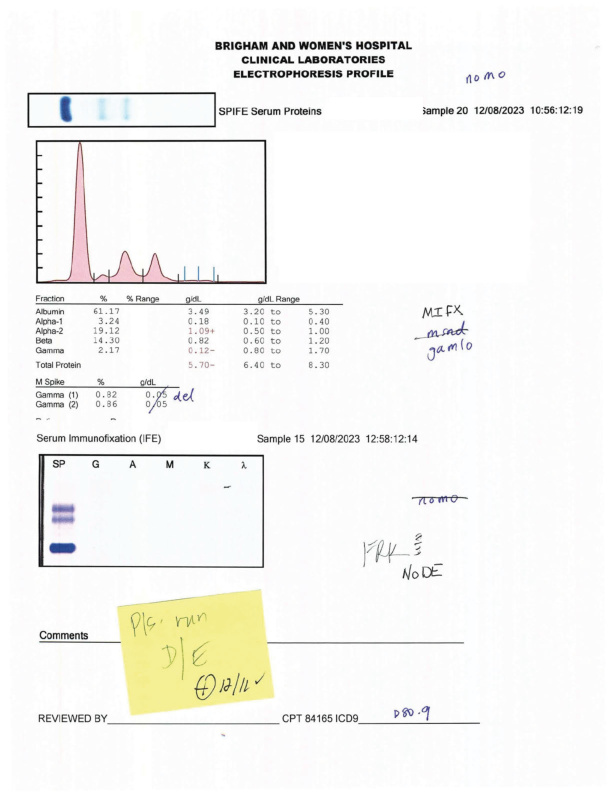 BRIGHAM AND WOMEN'S HOSPITAL
CLINICAL LABORATORIES
ELECTROPHORESIS PROFILE
nomo
SPIFE Serum Proteins Sample 20 12/08/2023 10:56:12:19
Fraction % % Range g/dL g/dL Range
Albumin 61.17 3.49 3.20 to 5.30
Alpha-1 3.24 0.18 0.10 to 0.40
Alpha-2 19.12 1.09+ 0.50 to 1.00
Beta 14.30 0.82 0.60 to 1.20
Gamma 2.17 0.12- 0.80 to 1.70
Total Protein 5.70- 6.40 to 8.30
MIFX
msnd
gamlo
M Spike % g/dL
Gamma (1) 0.82 0.05 del
Gamma (2) 0.86 0.05
Serum Immunofixation (IFE) Sample 15 12/08/2023 12:58:12:14
SP G A M K λ
nomo
FRK
NODE
Pls. run
D/E
+ 12/11 ✓
Comments
REVIEWED BY CPT 84165 ICD9 D80.9